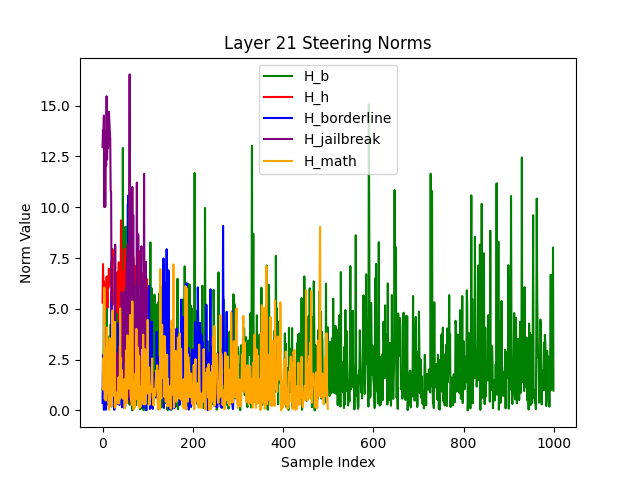 Layer 21 Steering Norms
Norm Value
15.0
12.5
10.0
7.5
5.0
2.5
0.0
H_b
H_h
H_borderline
H_jailbreak
H_math
0 200 400 600 800 1000
Sample Index